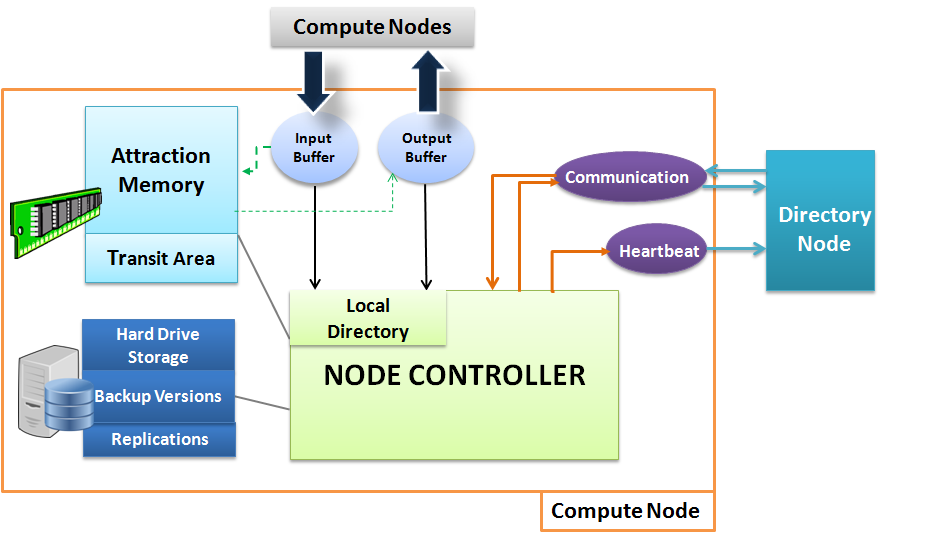 Compute Nodes
Input
Buffer
Output
Buffer
Attraction
Memory
Transit Area
Communication
Heartbeat
Directory
Node
Local
Directory
NODE CONTROLLER
Hard Drive
Storage
Backup Versions
Replications
Compute Node